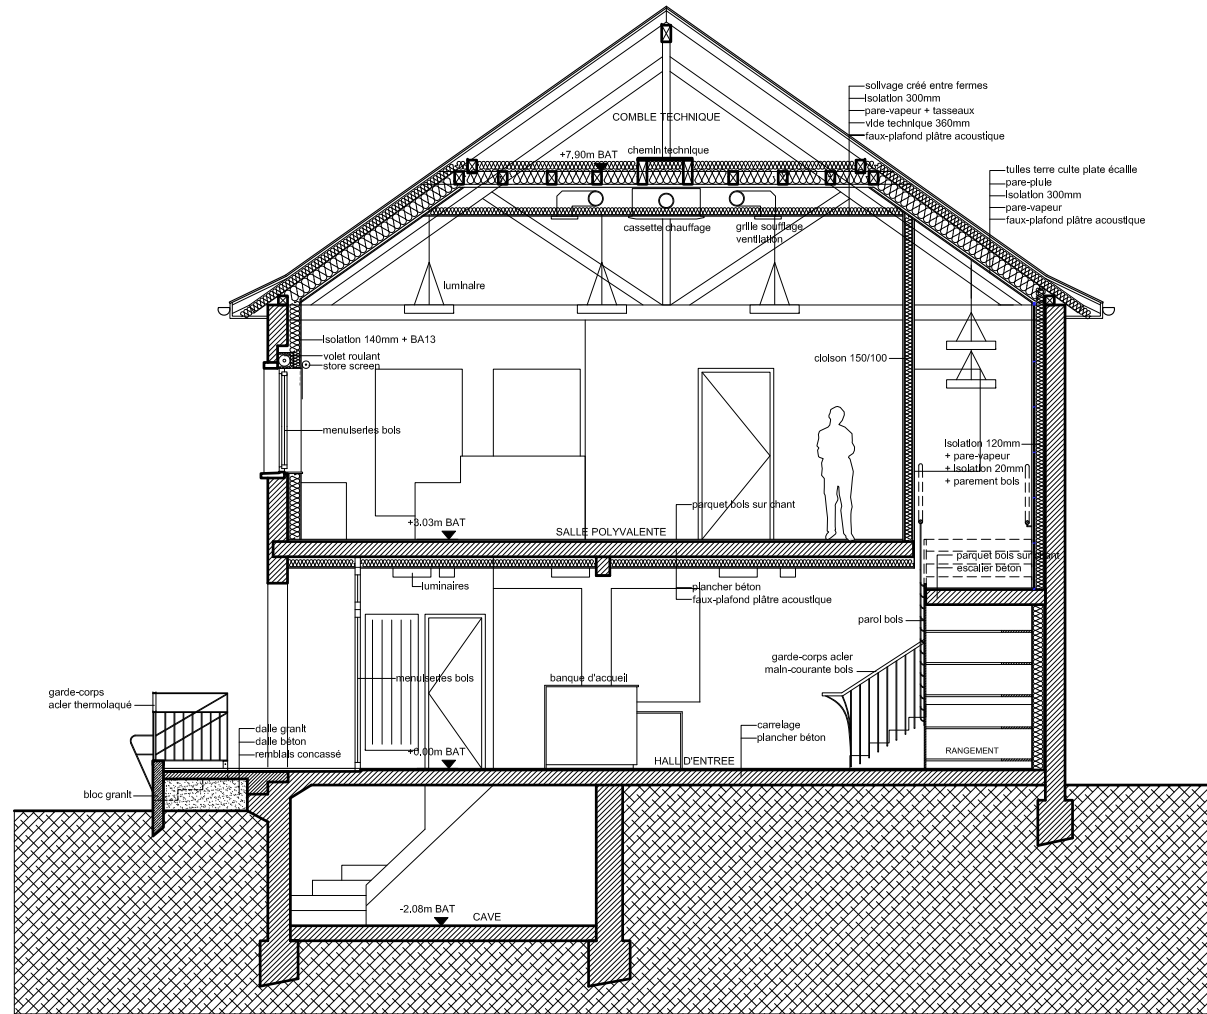 sollvage créé entre fermes
Isolation 300mm
pare-vapeur + tasseaux
vide technique 360mm
faux-plafond plâtre acoustique
COMBLE TECHNIQUE
chemin technique
+7,90m BAT
tuiles terre cuite plate écaille
pare-pluie
Isolation 300mm
pare-vapeur
faux-plafond plâtre acoustique
cassette chauffage
grille soufflage
ventilation
luminaire
Isolation 140mm + BA13
volet roulant
store screen
cloison 150/100
menuiseries bois
Isolation 120mm
+ pare-vapeur
+ Isolation 20mm
+ parement bois
parquet bois sur chant
+3.03m BAT
SALLE POLYVALENTE
parquet bois sur chant
escalier béton
luminaires
plancher béton
faux-plafond plâtre acoustique
paroi bois
garde-corps acier
main-courante bois
menuiseries bois
banque d'accueil
garde-corps
acier thermolaqué
dalle granit
dalle béton
remblais concassé
carrelage
plancher béton
+0,00m BAT
HALL D'ENTREE
RANGEMENT
bloc granit
-2,08m BAT
CAVE